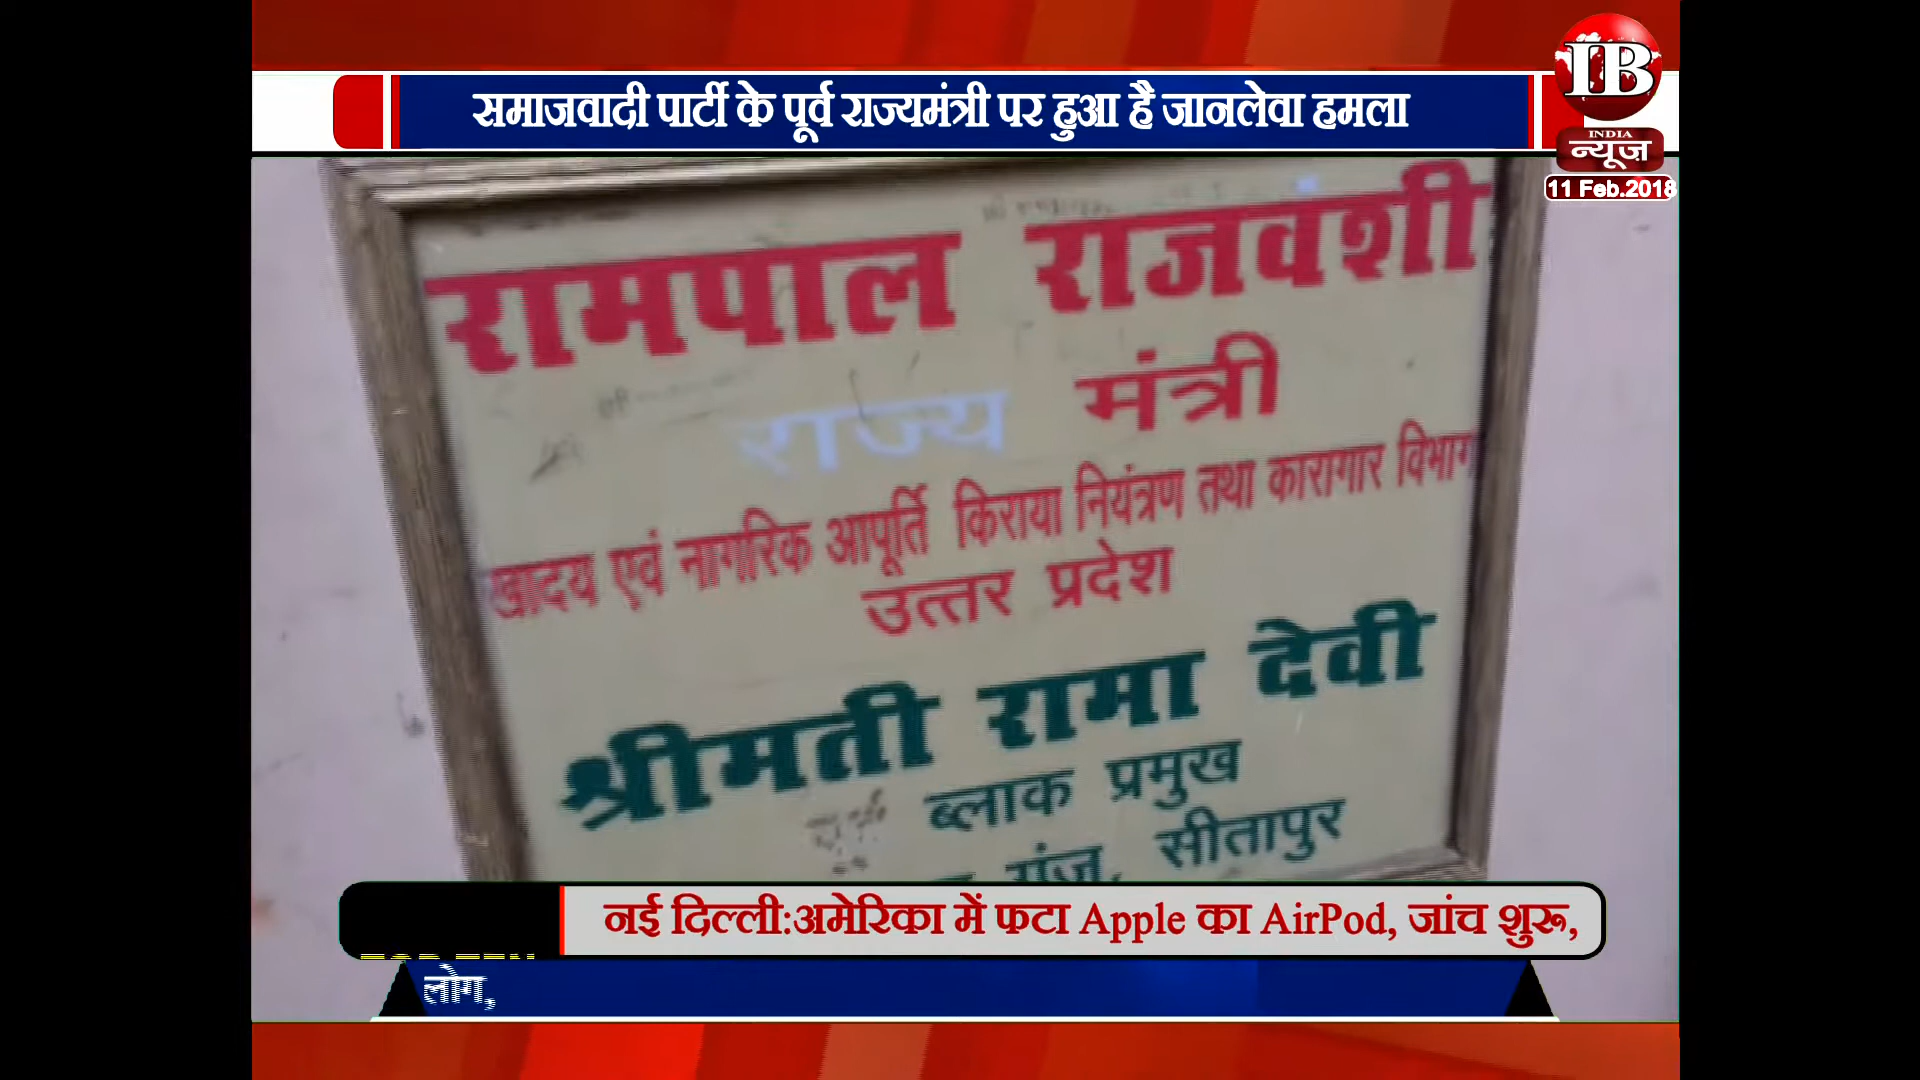 समाजवादी पार्टी के पूर्व राज्यमंत्री पर हुआ है जानलेवा हमला
IB
INDIA
न्यूज़
11 Feb.2018
रामपाल राजवंशी
राज्य मंत्री
खादय एवं नागरिक आपूर्ति किराया नियंत्रण तथा कारागार विभाग
उत्तर प्रदेश
श्रीमती रामा देवी
ब्लाक प्रमुख
गंज, सीतापुर
नई दिल्ली:अमेरिका में फटा Apple का AirPod, जांच शुरू,
लोग,